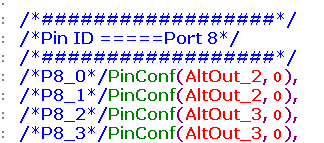 /*###################*/
/*Pin ID =====Port 8*/
/*###################*/
/*P8_0*/PinConf(AltOut_2, 0),
/*P8_1*/PinConf(AltOut_2, 0),
/*P8_2*/PinConf(AltOut_3, 0),
/*P8_3*/PinConf(AltOut_3, 0),